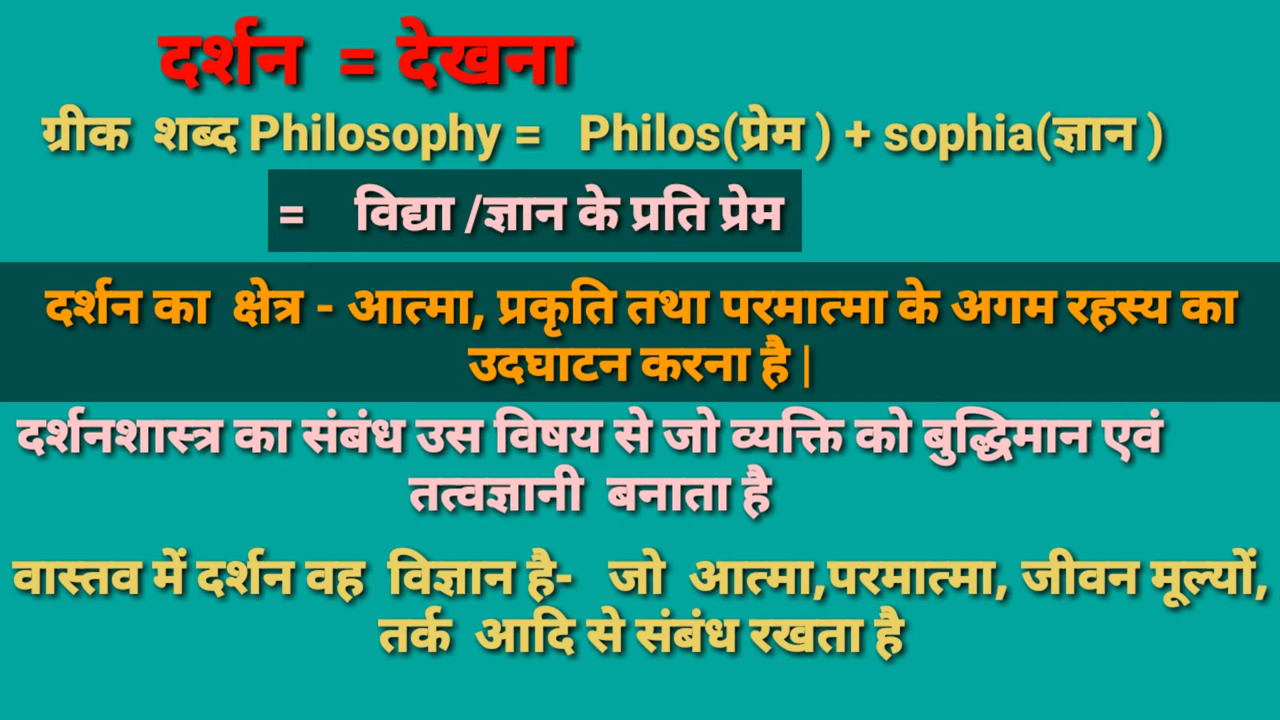 दर्शन = देखना
ग्रीक शब्द Philosophy = Philos(प्रेम ) + sophia(ज्ञान )
= विद्या /ज्ञान के प्रति प्रेम
दर्शन का क्षेत्र - आत्मा, प्रकृति तथा परमात्मा के अगम रहस्य का
उदघाटन करना है |
दर्शनशास्त्र का संबंध उस विषय से जो व्यक्ति को बुद्धिमान एवं
तत्वज्ञानी बनाता है
वास्तव में दर्शन वह विज्ञान है- जो आत्मा,परमात्मा, जीवन मूल्यों,
तर्क आदि से संबंध रखता है